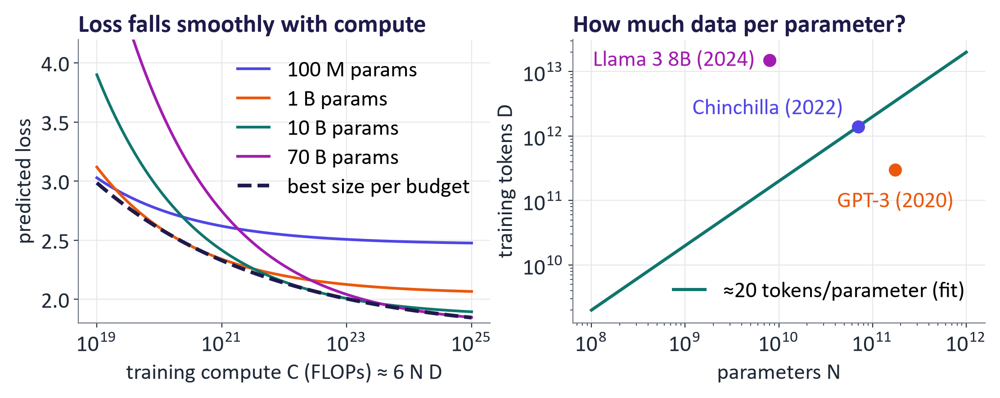 Loss falls smoothly with compute
4.0
3.5
3.0
2.5
2.0
predicted loss
100 M params
1 B params
10 B params
70 B params
best size per budget
10^19
10^21
10^23
10^25
training compute C (FLOPs) ≈ 6 N D
How much data per parameter?
10^13
10^12
10^11
10^10
training tokens D
Llama 3 8B (2024)
Chinchilla (2022)
GPT-3 (2020)
≈20 tokens/parameter (fit)
10^8
10^9
10^10
10^11
10^12
parameters N